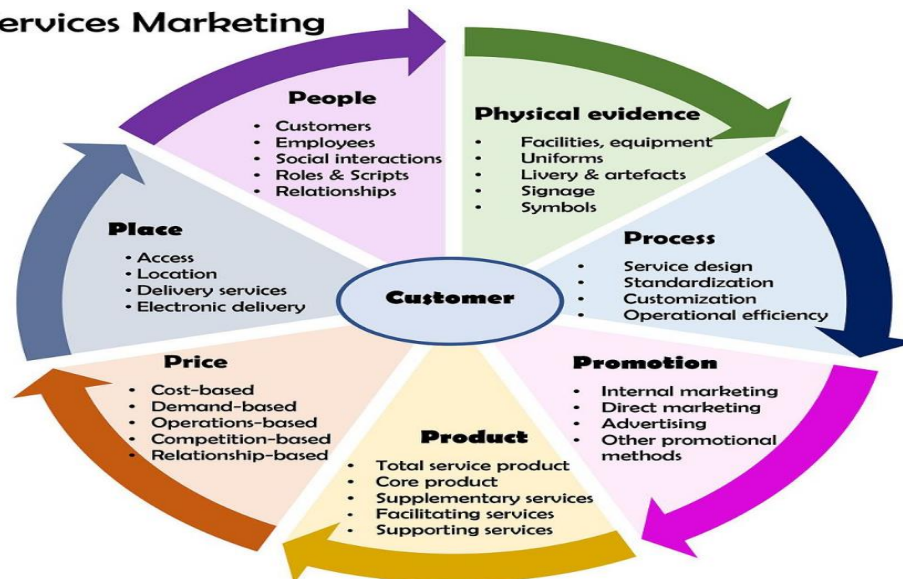 ervices Marketing
People
• Customers
• Employees
• Social interactions
• Roles & Scripts
• Relationships
Physical evidence
• Facilities, equipment
• Uniforms
• Livery & artefacts
• Signage
• Symbols
Process
• Service design
• Standardization
• Customization
• Operational efficiency
Promotion
• Internal marketing
• Direct marketing
• Advertising
• Other promotional
methods
Product
• Total service product
• Core product
• Supplementary services
• Facilitating services
• Supporting services
Price
• Cost-based
• Demand-based
• Operations-based
• Competition-based
• Relationship-based
Place
• Access
• Location
• Delivery services
• Electronic delivery
Customer